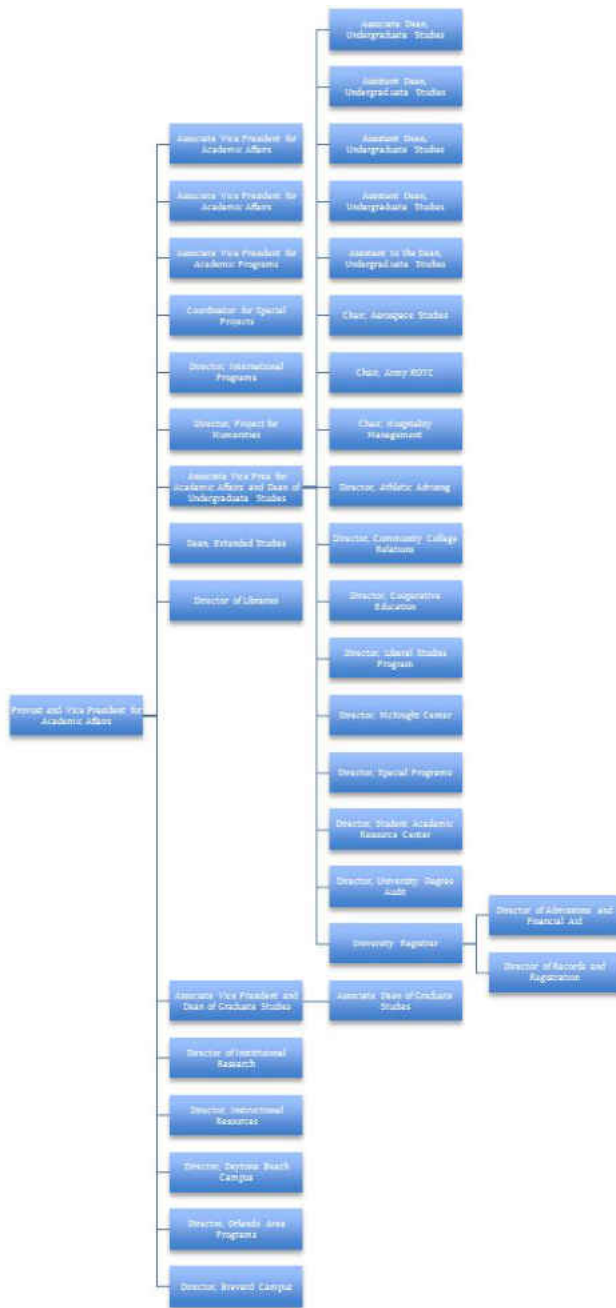 Associate Dean,
Undergraduate Studies
Assistant Dean,
Undergraduate Studies
Assistant Dean,
Undergraduate Studies
Assistant Dean,
Undergraduate Studies
Assistant to the Dean,
Undergraduate Studies
Chair, Aerospace Studies
Chair, Army ROTC
Chair, Hospitality
Management
Director, Athletic Advising
Director, Community College
Relations
Director, Cooperative
Education
Director, Liberal Studies
Program
Director, McKnight Center
Director, Special Programs
Director, Student Academic
Resource Center
Director, University Degree
Audit
University Registrar
Director of Admissions and
Financial Aid
Director of Records and
Registration
Associate Vice President for
Academic Affairs
Associate Vice President for
Academic Affairs
Associate Vice President for
Academic Programs
Coordinator for Special
Projects
Director, International
Programs
Director, Project for
Humanities
Associate Vice Pres for
Academic Affairs and Dean of
Undergraduate Studies
Dean, Extended Studies
Director of Libraries
Provost and Vice President for
Academic Affairs
Associate Vice President and
Dean of Graduate Studies
Associate Dean of Graduate
Studies
Director of Institutional
Research
Director, Instructional
Resources
Director, Daytona Beach
Campus
Director, Orlando Area
Programs
Director, Brevard Campus